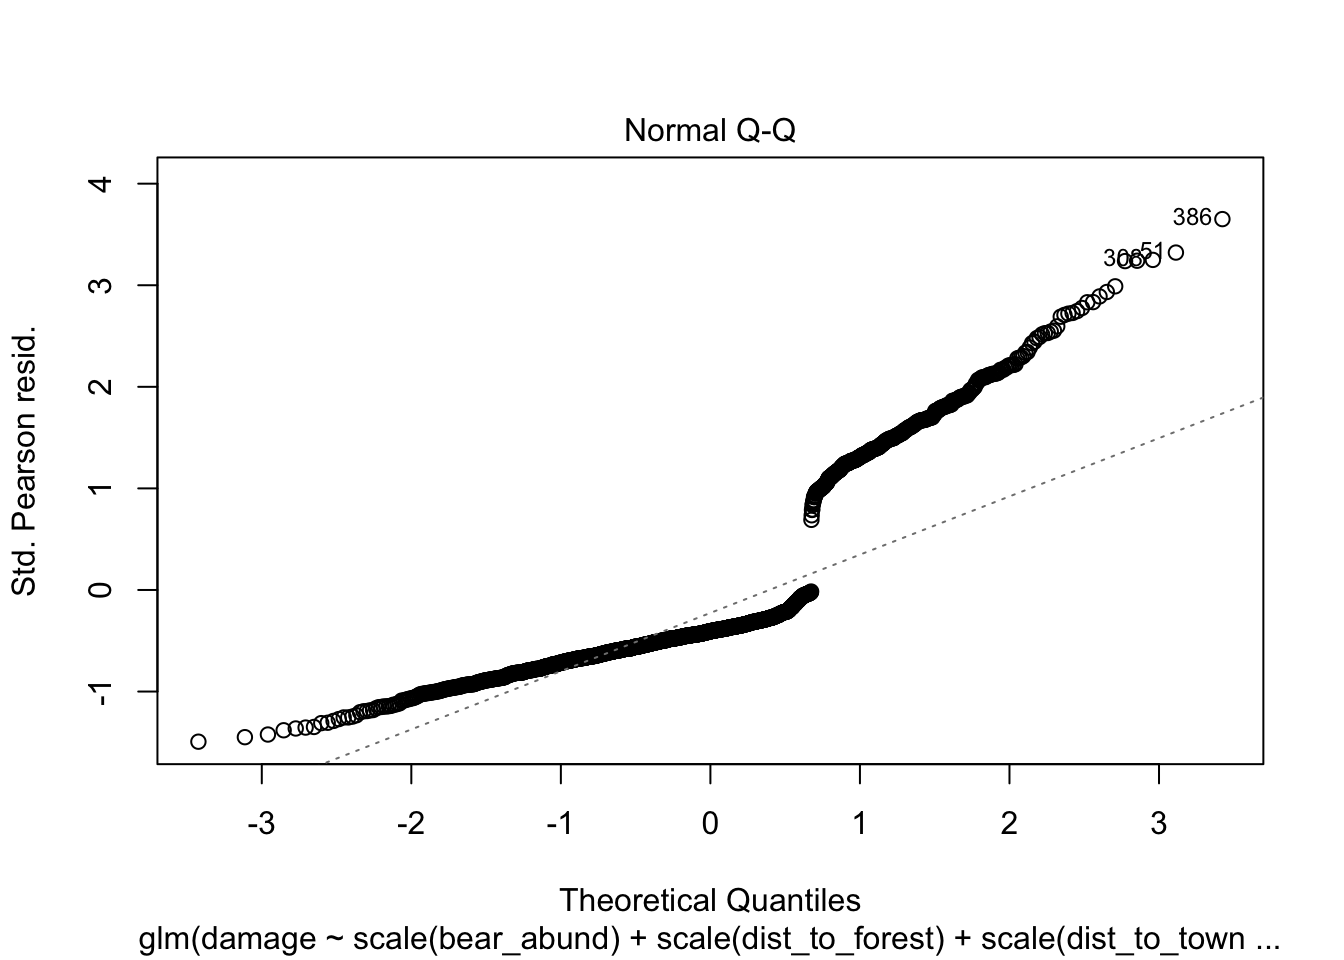 Normal Q-Q
4
3
2
1
0
-1
Std. Pearson resid.
386
51
-3 -2 -1 0 1 2 3
Theoretical Quantiles
glm(damage ~ scale(bear_abund) + scale(dist_to_forest) + scale(dist_to_town ...